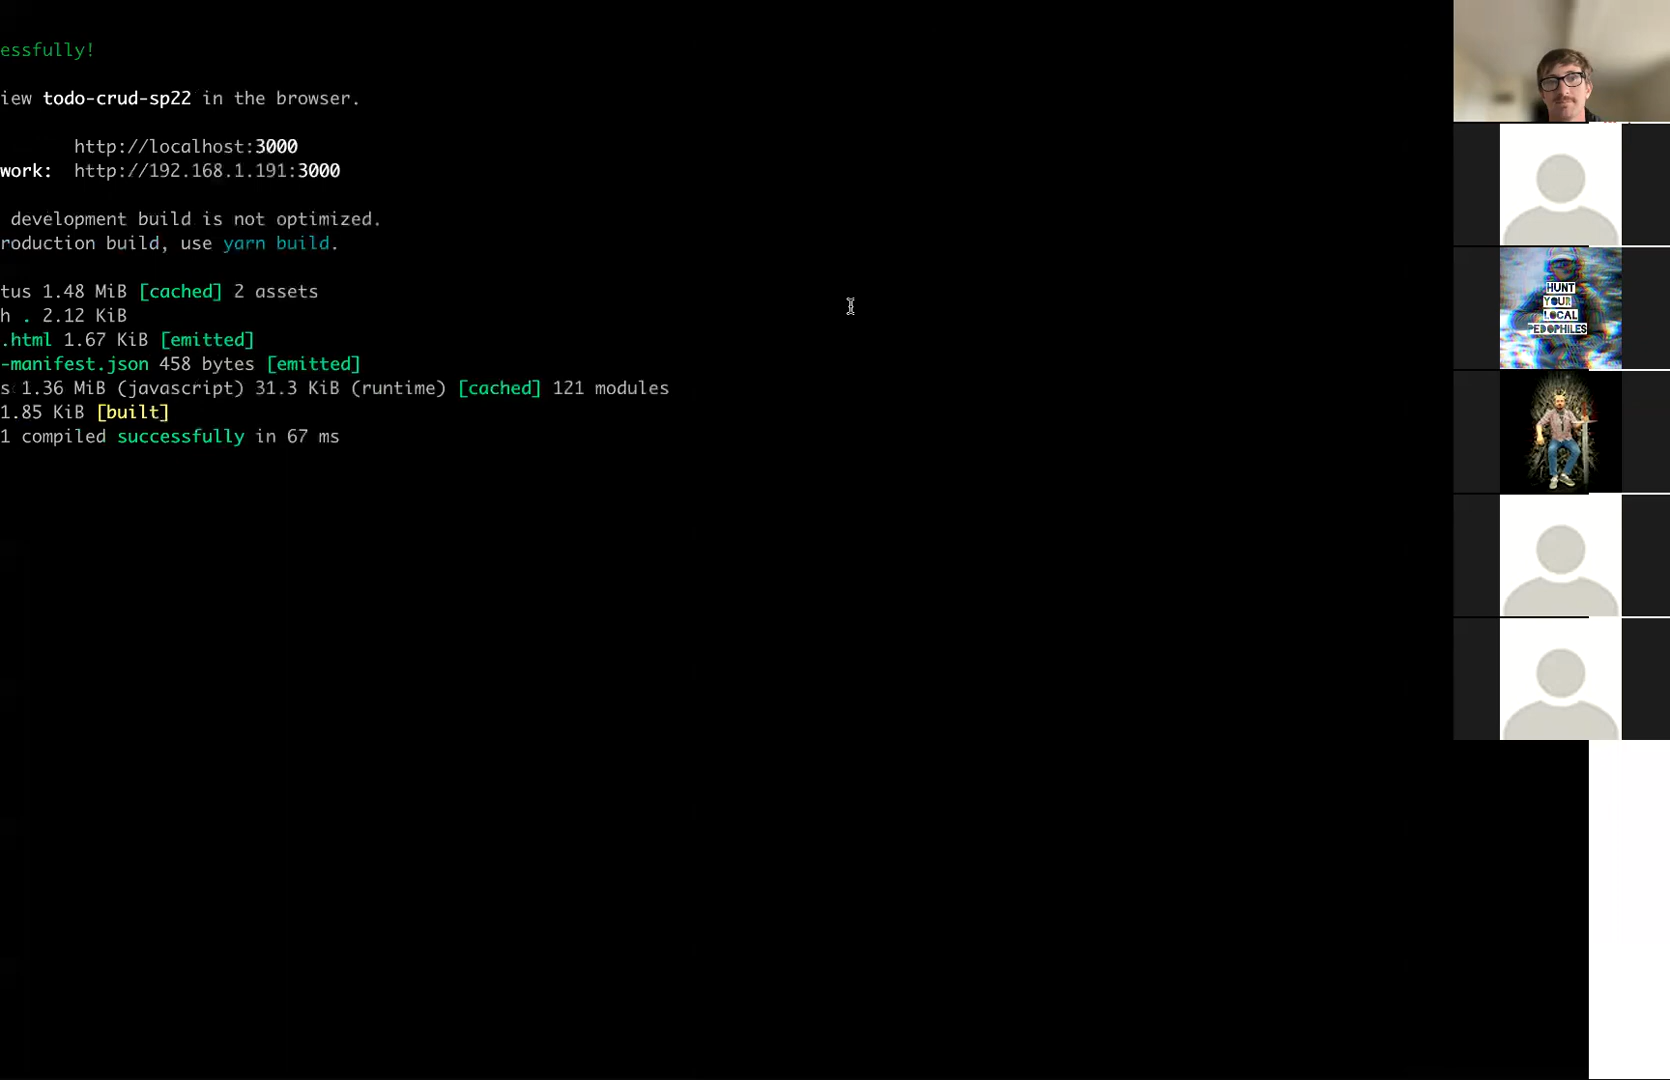 essfully!
iew todo-crud-sp22 in the browser.
http://localhost:3000
work: http://192.168.1.191:3000
development build is not optimized.
roduction build, use yarn build.
tus 1.48 MiB [cached] 2 assets
h . 2.12 KiB
.html 1.67 KiB [emitted]
-manifest.json 458 bytes [emitted]
s 1.36 MiB (javascript) 31.3 KiB (runtime) [cached] 121 modules
1.85 KiB [built]
1 compiled successfully in 67 ms
HUNT
YOUR
LOCAL
PEDOPHILES